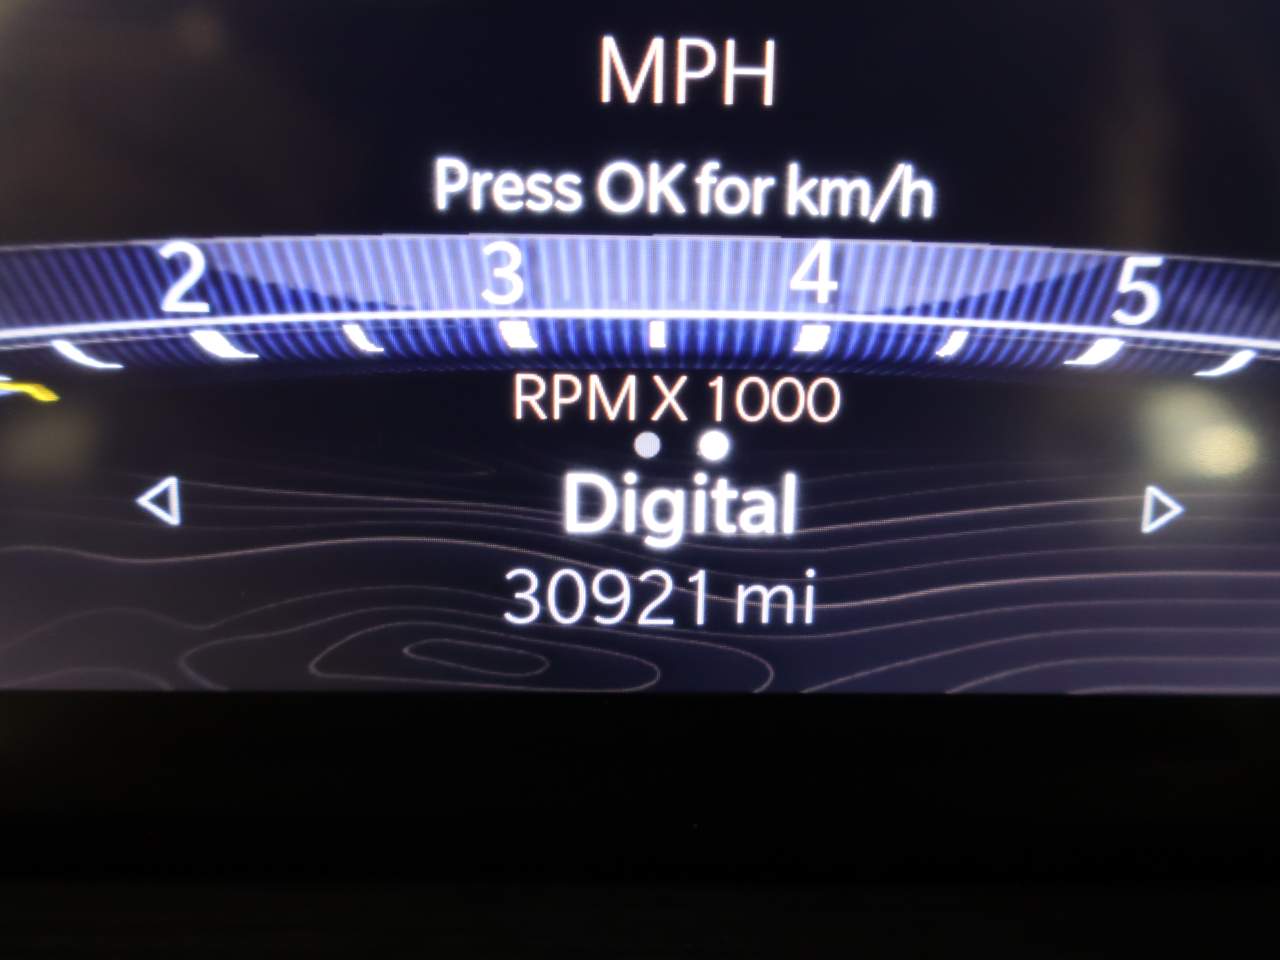 MPH
Press OK for km/h
2 3 4 5
RPM X 1000
Digital
30921 mi